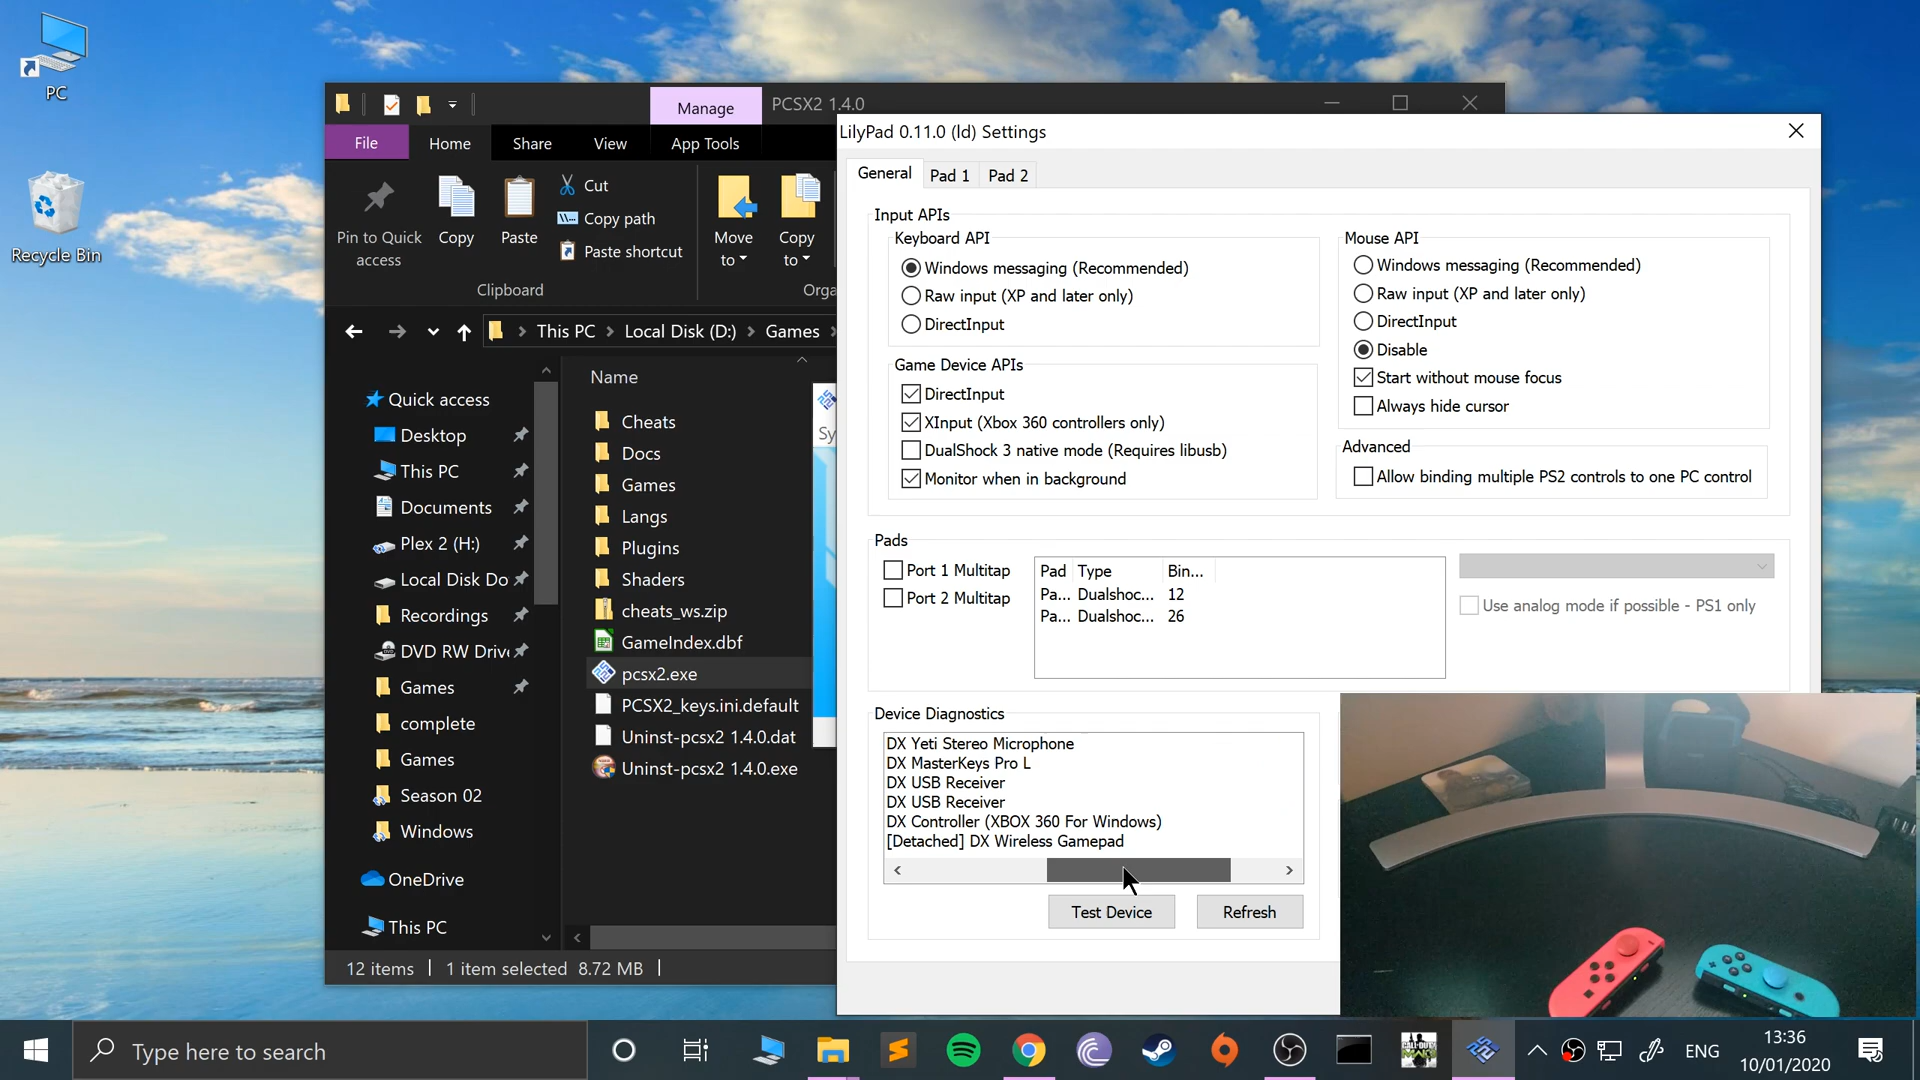 PC
Recycle Bin
Manage
PCSX2 1.4.0
File
Home
Share
View
App Tools
Pin to Quick access
Copy
Paste
Cut
Copy path
Paste shortcut
Clipboard
Move to
Copy to
Orga
This PC > Local Disk (D:) > Games >
Quick access
Desktop
This PC
Documents
Plex 2 (H:)
Local Disk Do
Recordings
DVD RW Driv
Games
complete
Games
Season 02
Windows
OneDrive
This PC
Name
Cheats
Docs
Games
Langs
Plugins
Shaders
cheats_ws.zip
GameIndex.dbf
pcsx2.exe
PCSX2_keys.ini.default
Uninst-pcsx2 1.4.0.dat
Uninst-pcsx2 1.4.0.exe
12 items
1 item selected 8.72 MB
Sy
LilyPad 0.11.0 (ld) Settings
General
Pad 1
Pad 2
Input APIs
Keyboard API
Windows messaging (Recommended)
Raw input (XP and later only)
DirectInput
Game Device APIs
DirectInput
XInput (Xbox 360 controllers only)
DualShock 3 native mode (Requires libusb)
Monitor when in background
Mouse API
Windows messaging (Recommended)
Raw input (XP and later only)
DirectInput
Disable
Start without mouse focus
Always hide cursor
Advanced
Allow binding multiple PS2 controls to one PC control
Pads
Port 1 Multitap
Port 2 Multitap
Pad Type Bin...
Pa... Dualshoc... 12
Pa... Dualshoc... 26
Use analog mode if possible - PS1 only
Device Diagnostics
DX Yeti Stereo Microphone
DX MasterKeys Pro L
DX USB Receiver
DX USB Receiver
DX Controller (XBOX 360 For Windows)
[Detached] DX Wireless Gamepad
Test Device
Refresh
Type here to search
CALL OF DUTY
MW3
ENG
13:36
10/01/2020